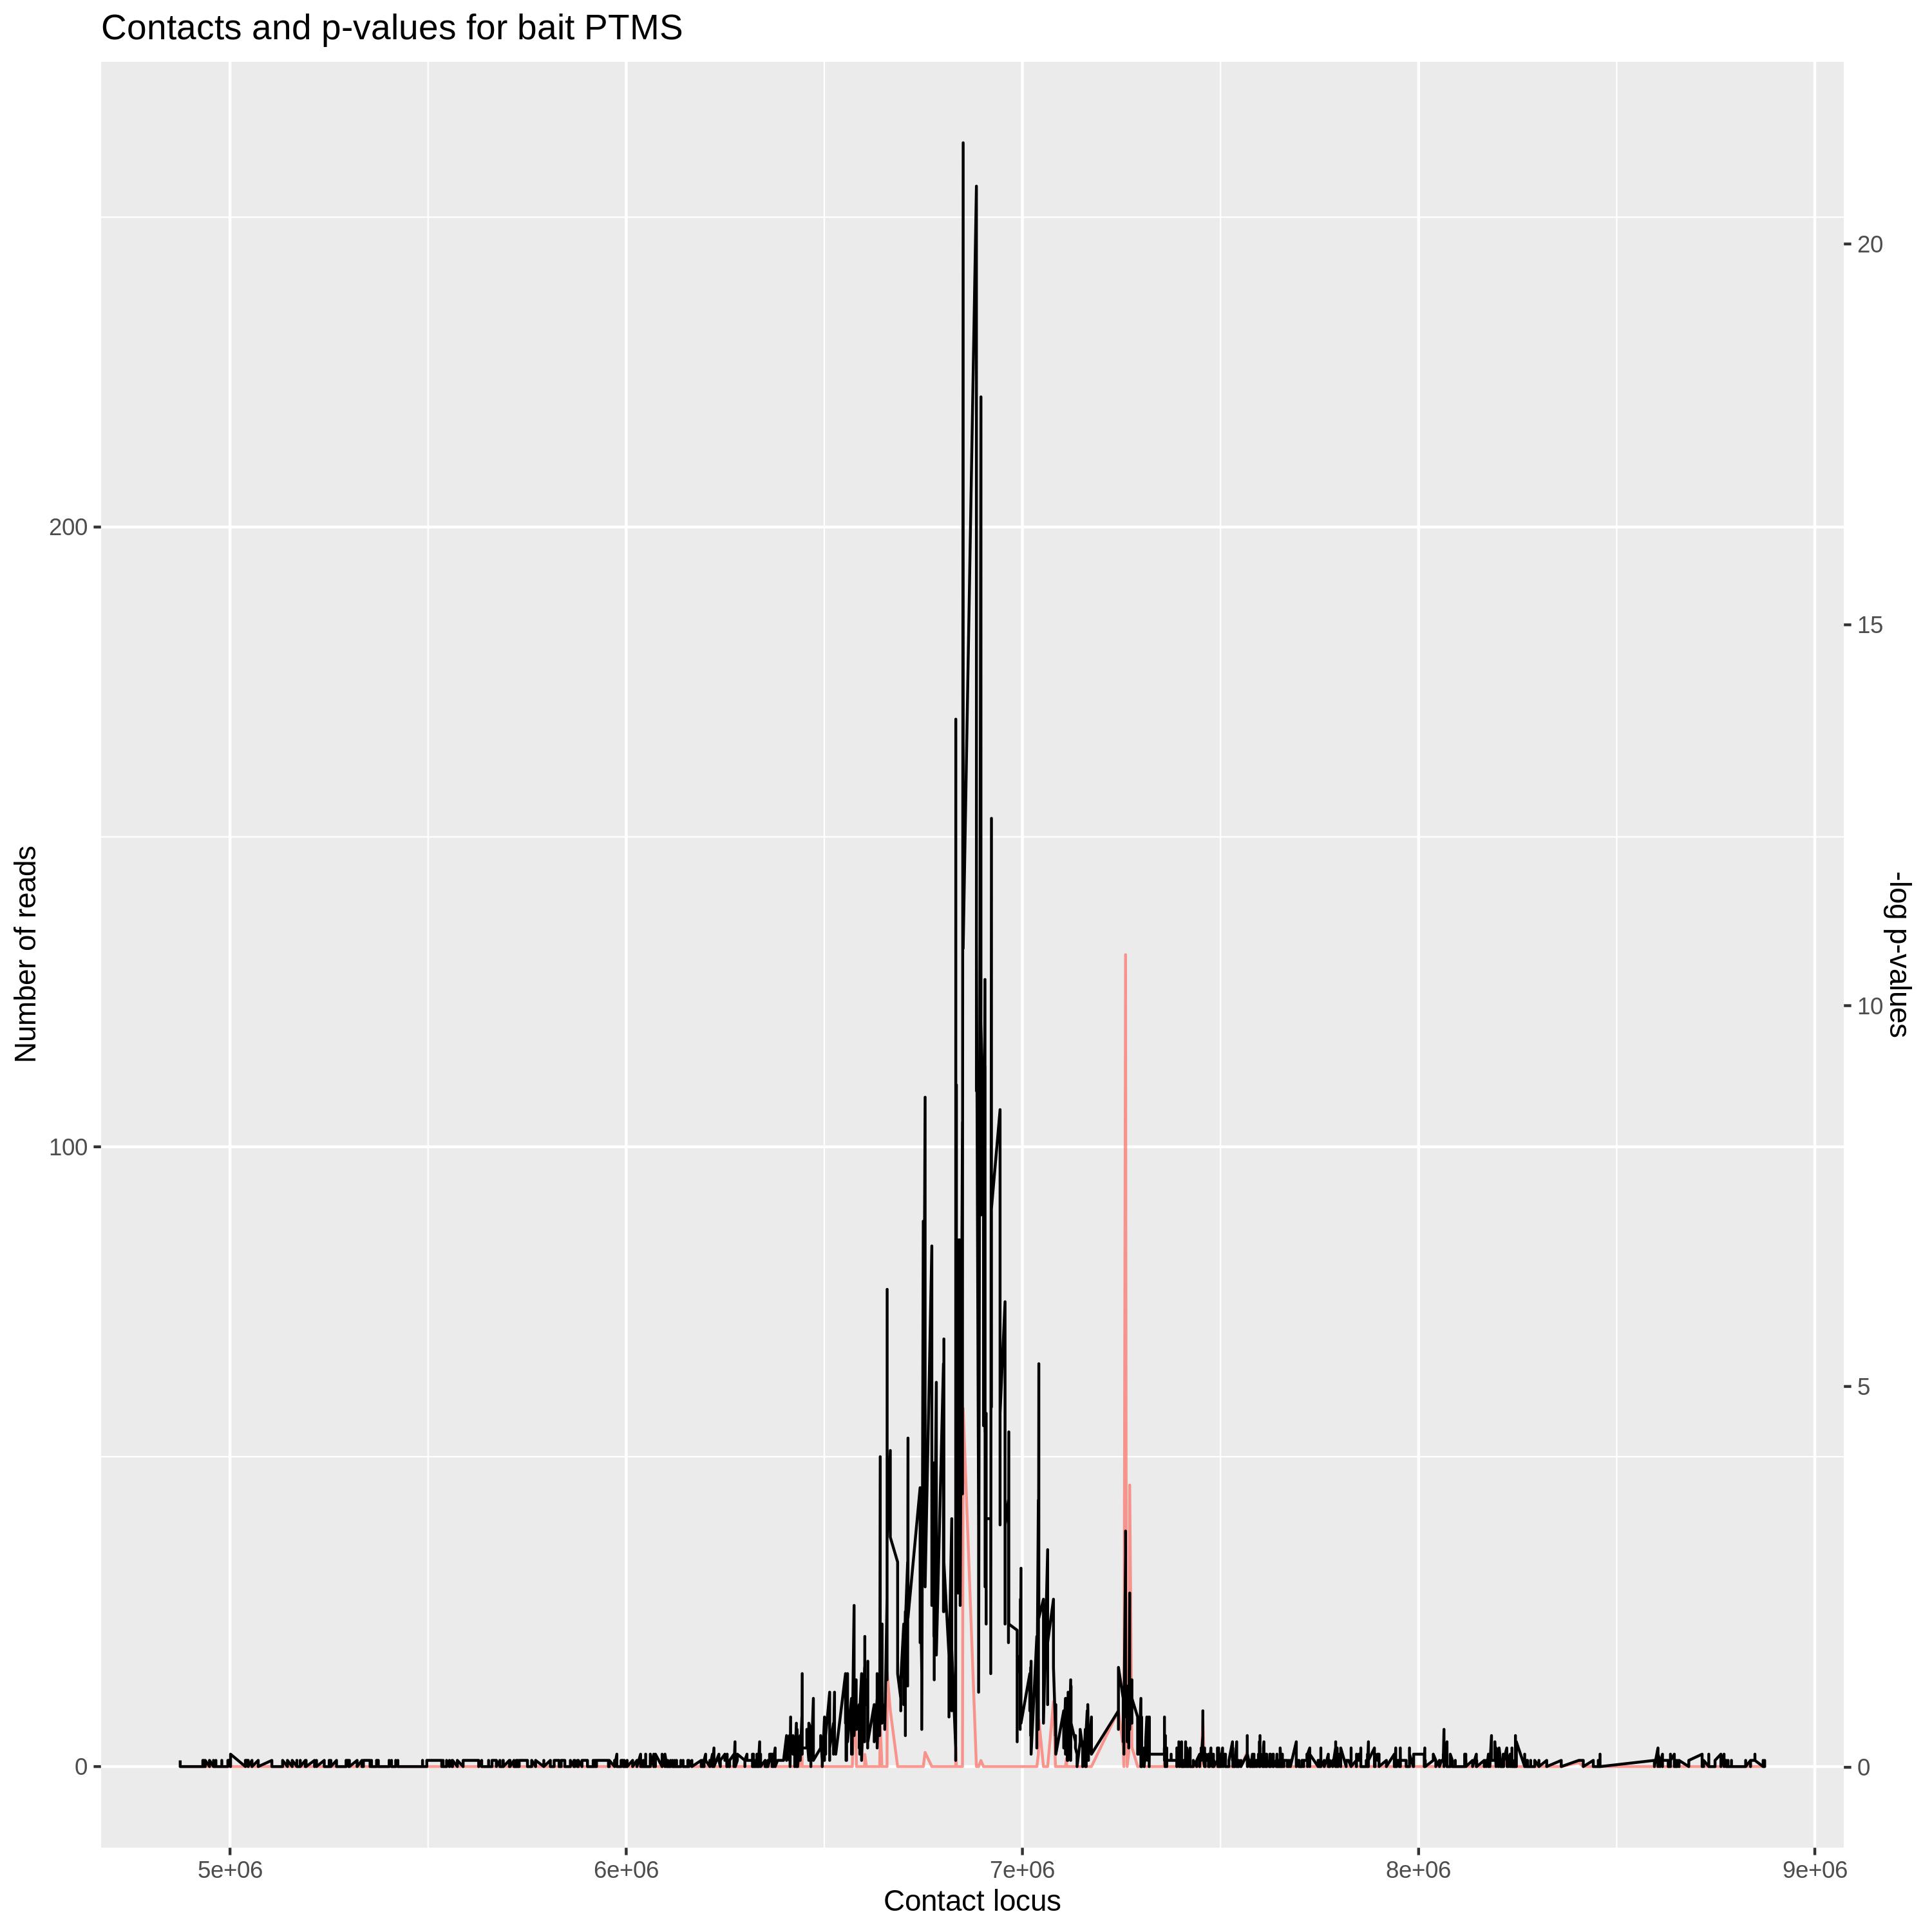 Contacts and p-values for bait PTMS
Number of reads
200
100
0
20
15
10
5
0
-log p-values
5e+06
6e+06
7e+06
8e+06
9e+06
Contact locus